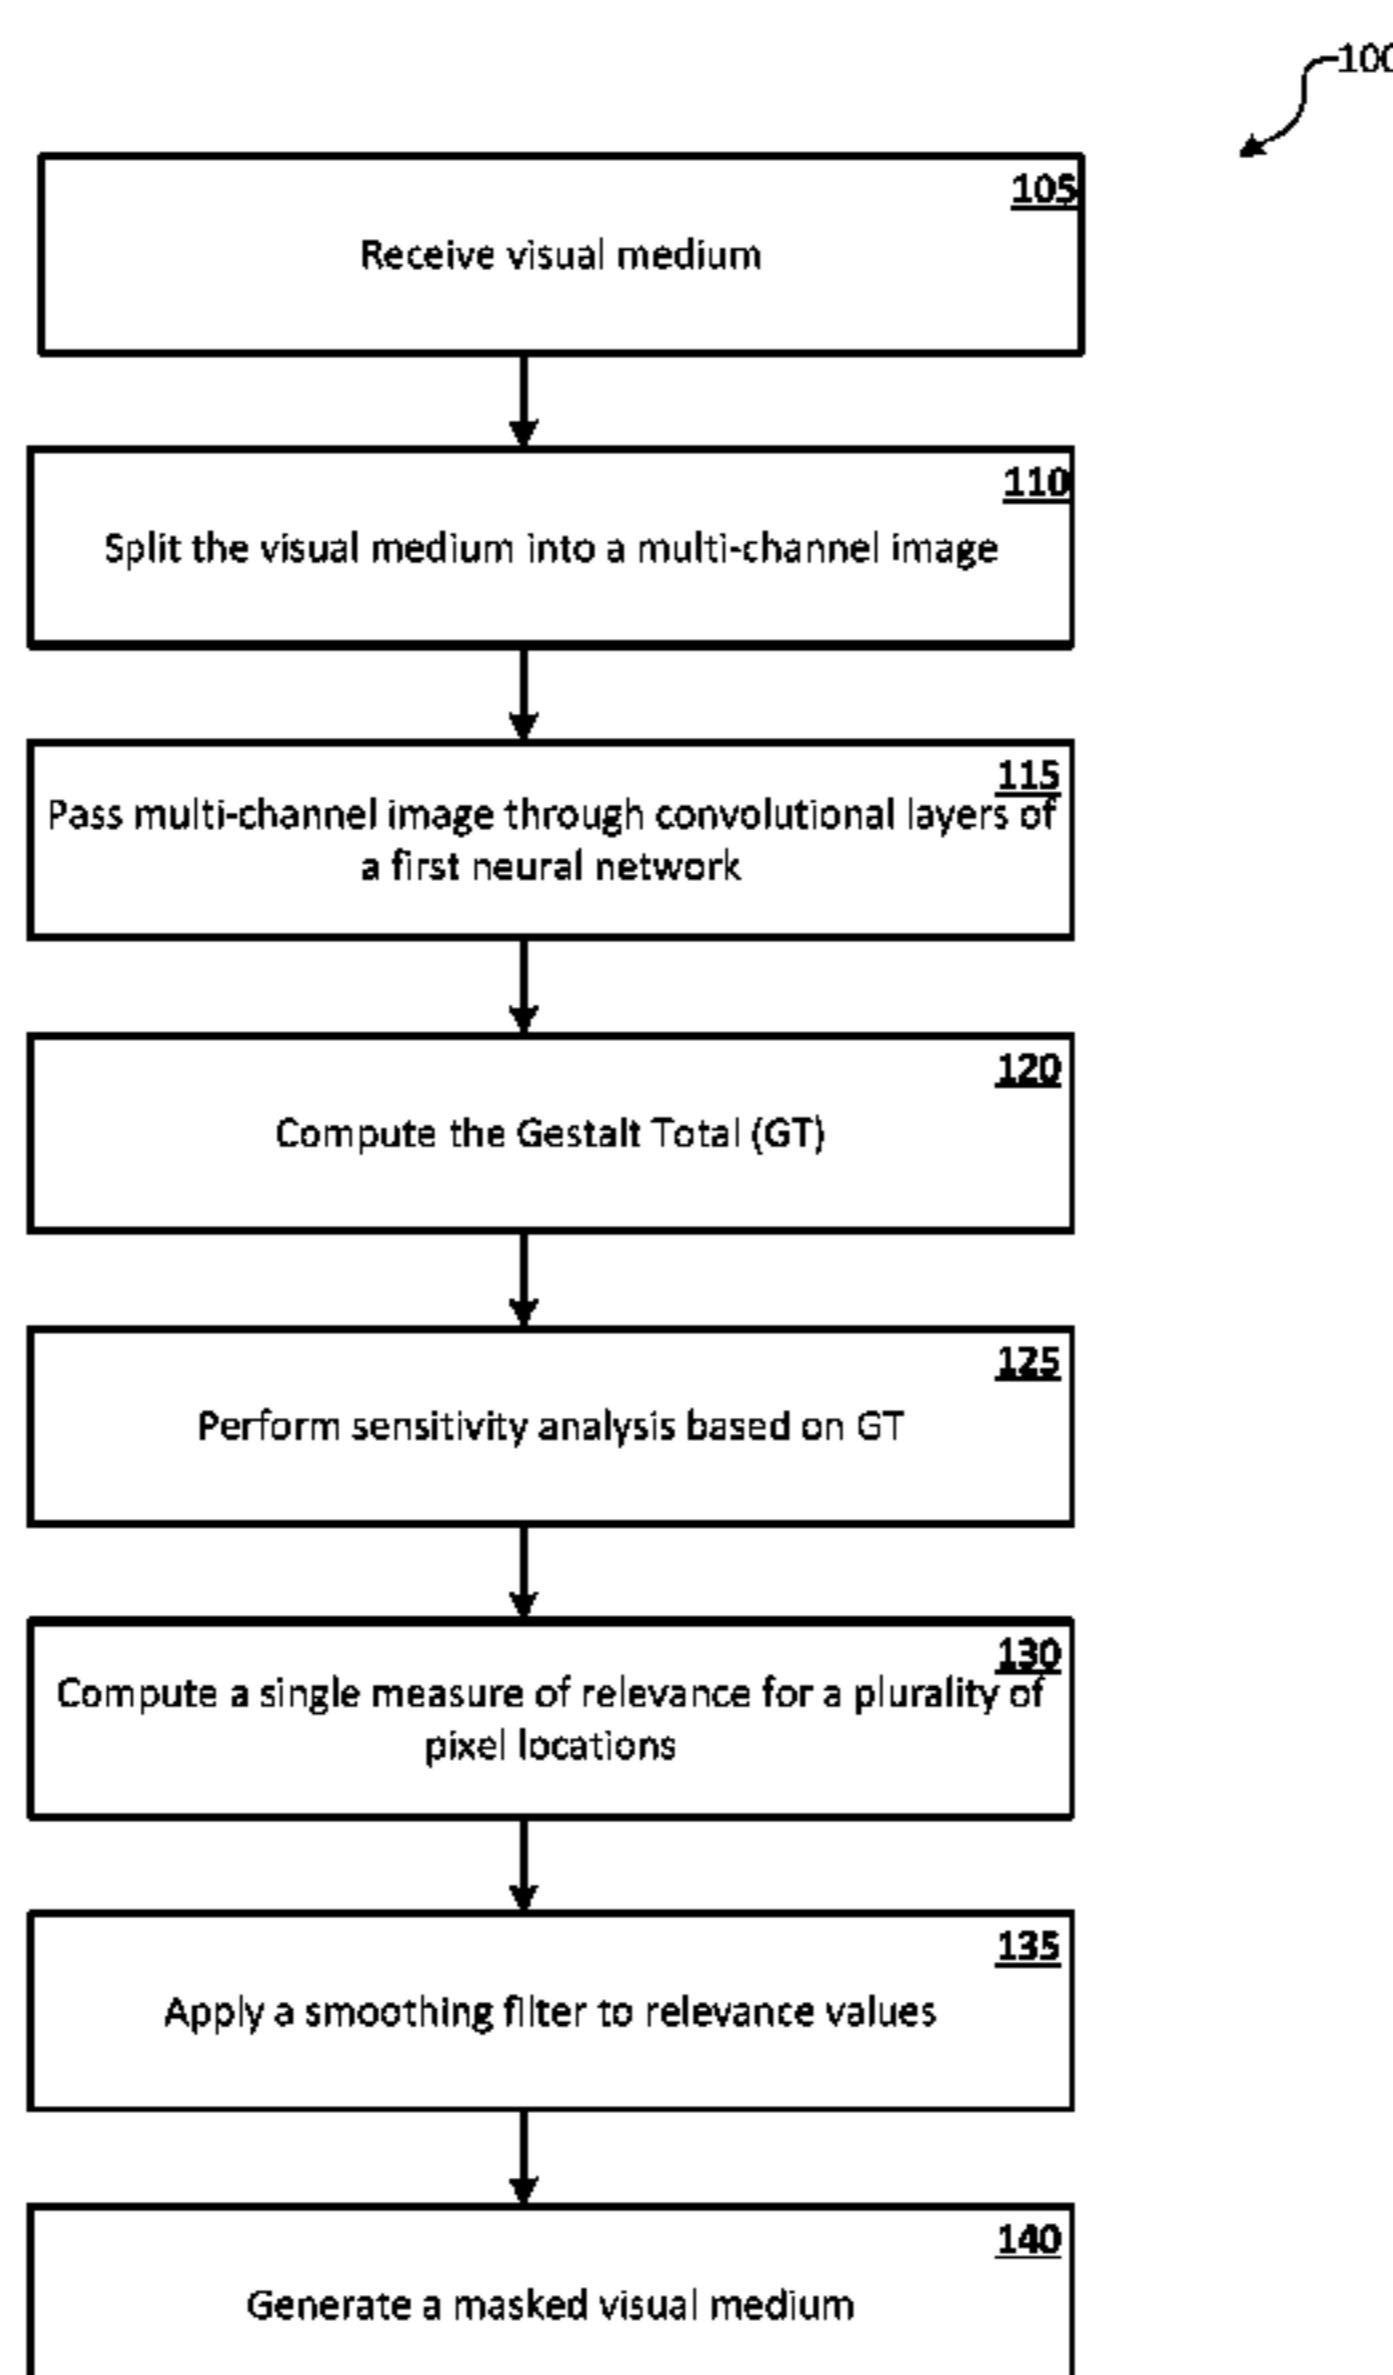 100
105
Receive visual medium
110
Split the visual medium into a multi-channel image
115
Pass multi-channel image through convolutional layers of
a first neural network
120
Compute the Gestalt Total (GT)
125
Perform sensitivity analysis based on GT
130
Compute a single measure of relevance for a plurality of
pixel locations
135
Apply a smoothing filter to relevance values
140
Generate a masked visual medium